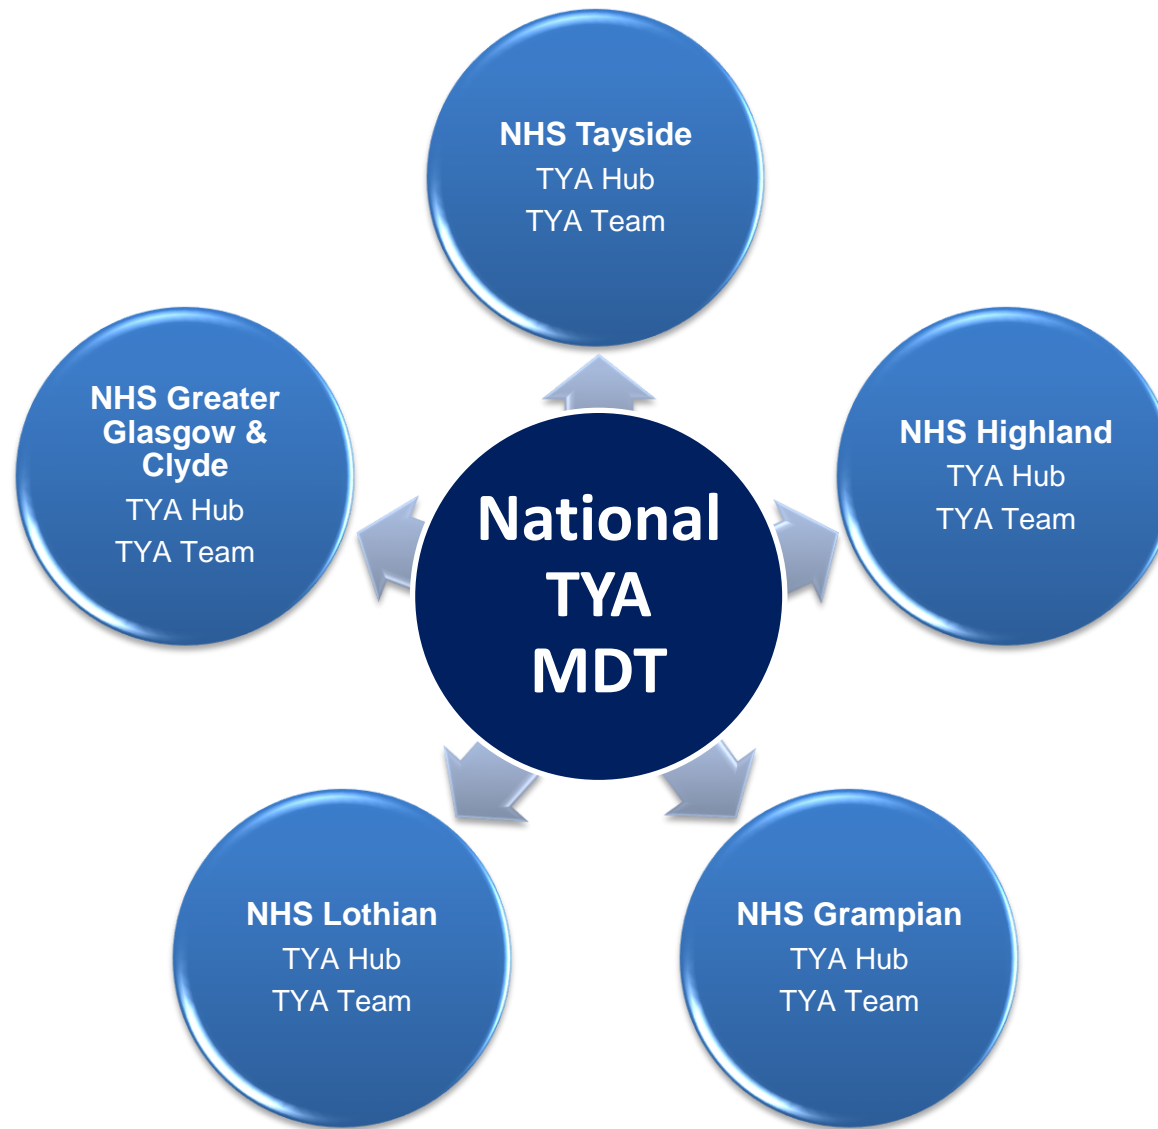 NHS Tayside
TYA Hub
TYA Team
NHS Greater
Glasgow &
Clyde
TYA Hub
TYA Team
NHS Highland
TYA Hub
TYA Team
National
TYA
MDT
NHS Lothian
TYA Hub
TYA Team
NHS Grampian
TYA Hub
TYA Team